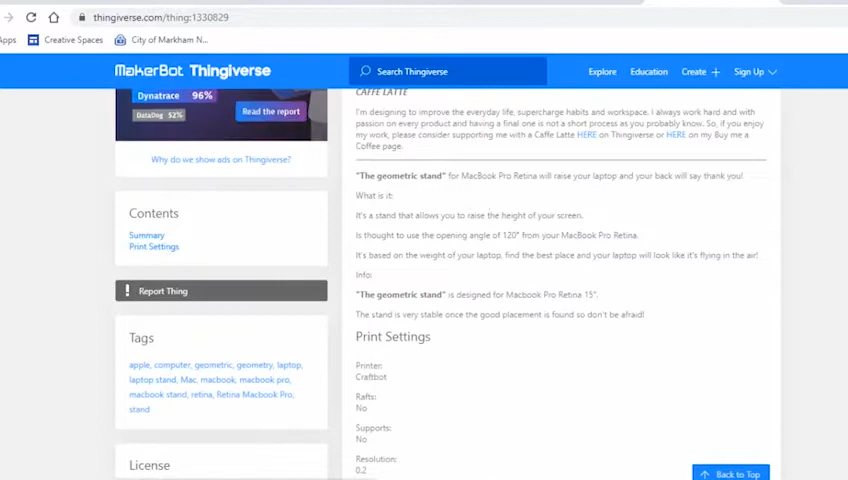 thingiverse.com/thing:1330829
Apps
Creative Spaces
City of Markham N...
MakerBot Thingiverse
Search Thingiverse
Explore
Education
Create +
Sign Up
Dynatrace 96%
DataDog 52%
Read the report
Why do we show ads on Thingiverse?
Contents
Summary
Print Settings
! Report Thing
Tags
apple, computer, geometric, geometry, laptop,
laptop stand, Mac, macbook, macbook pro,
macbook stand, retina, Retina Macbook Pro,
stand
License
CAFFE LATTE
I'm designing to improve the everyday life, supercharge habits and workspace. I always work hard and with
passion on every product and having a final one is not a short process as you probably know. So, if you enjoy
my work, please consider supporting me with a Caffe Latte HERE on Thingiverse or HERE on my Buy me a
Coffee page.
"The geometric stand" for MacBook Pro Retina will raise your laptop and your back will say thank you!
What is it:
It's a stand that allows you to raise the height of your screen.
Is thought to use the opening angle of 120° from your MacBook Pro Retina.
It's based on the weight of your laptop, find the best place and your laptop will look like it's flying in the air!
Info:
"The geometric stand" is designed for Macbook Pro Retina 15".
The stand is very stable once the good placement is found so don't be afraid!
Print Settings
Printer:
Craftbot
Rafts:
No
Supports:
No
Resolution:
0.2
Back to Top